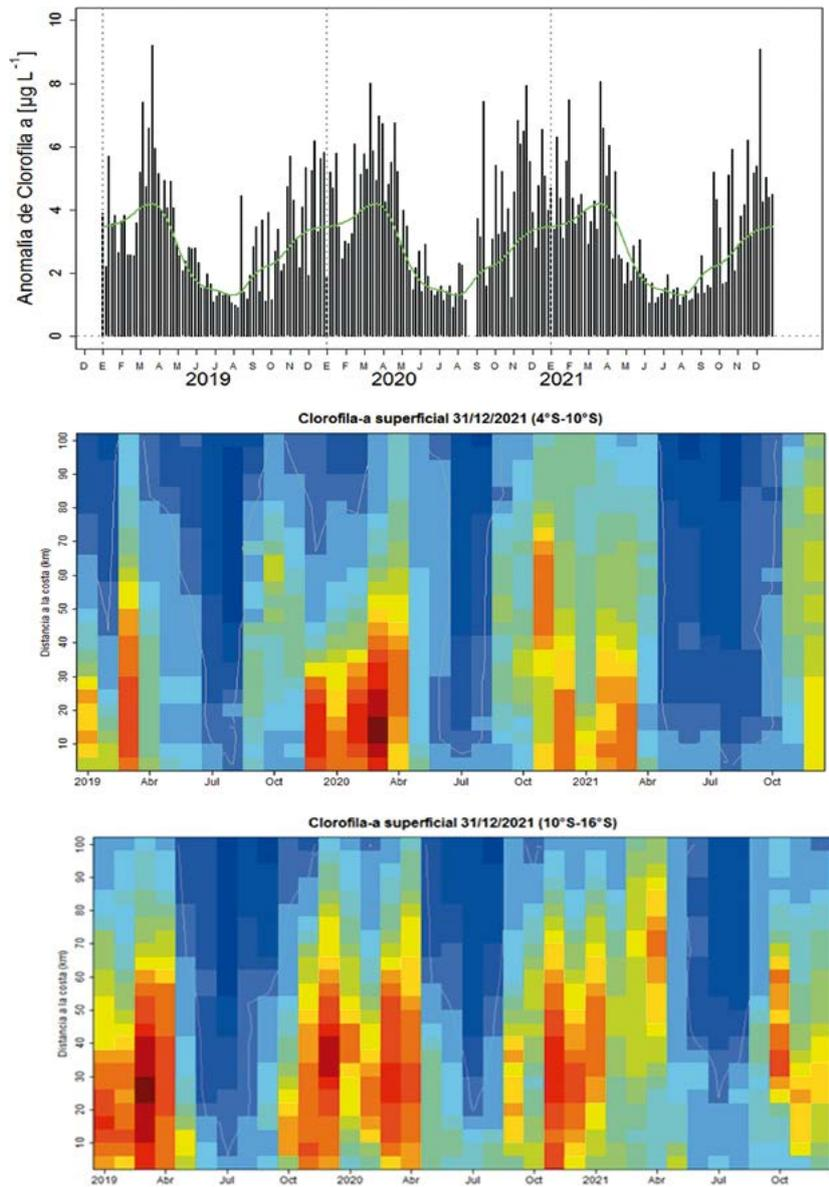 Anomalía de Clorofila a [µg L⁻¹]
10
8
6
4
2
0
D E F M A M J J A S O N D E F M A M J J A S O N D E F M A M J J A S O N D
2019 2020 2021
Clorofila-a superficial 31/12/2021 (4°S-10°S)
Distancia a la costa (km)
100
90
80
70
60
50
40
30
20
10
2019 Abr Jul Oct 2020 Abr Jul Oct 2021 Abr Jul Oct
Clorofila-a superficial 31/12/2021 (10°S-16°S)
Distancia a la costa (km)
100
90
80
70
60
50
40
30
20
10
2019 Abr Jul Oct 2020 Abr Jul Oct 2021 Abr Jul Oct